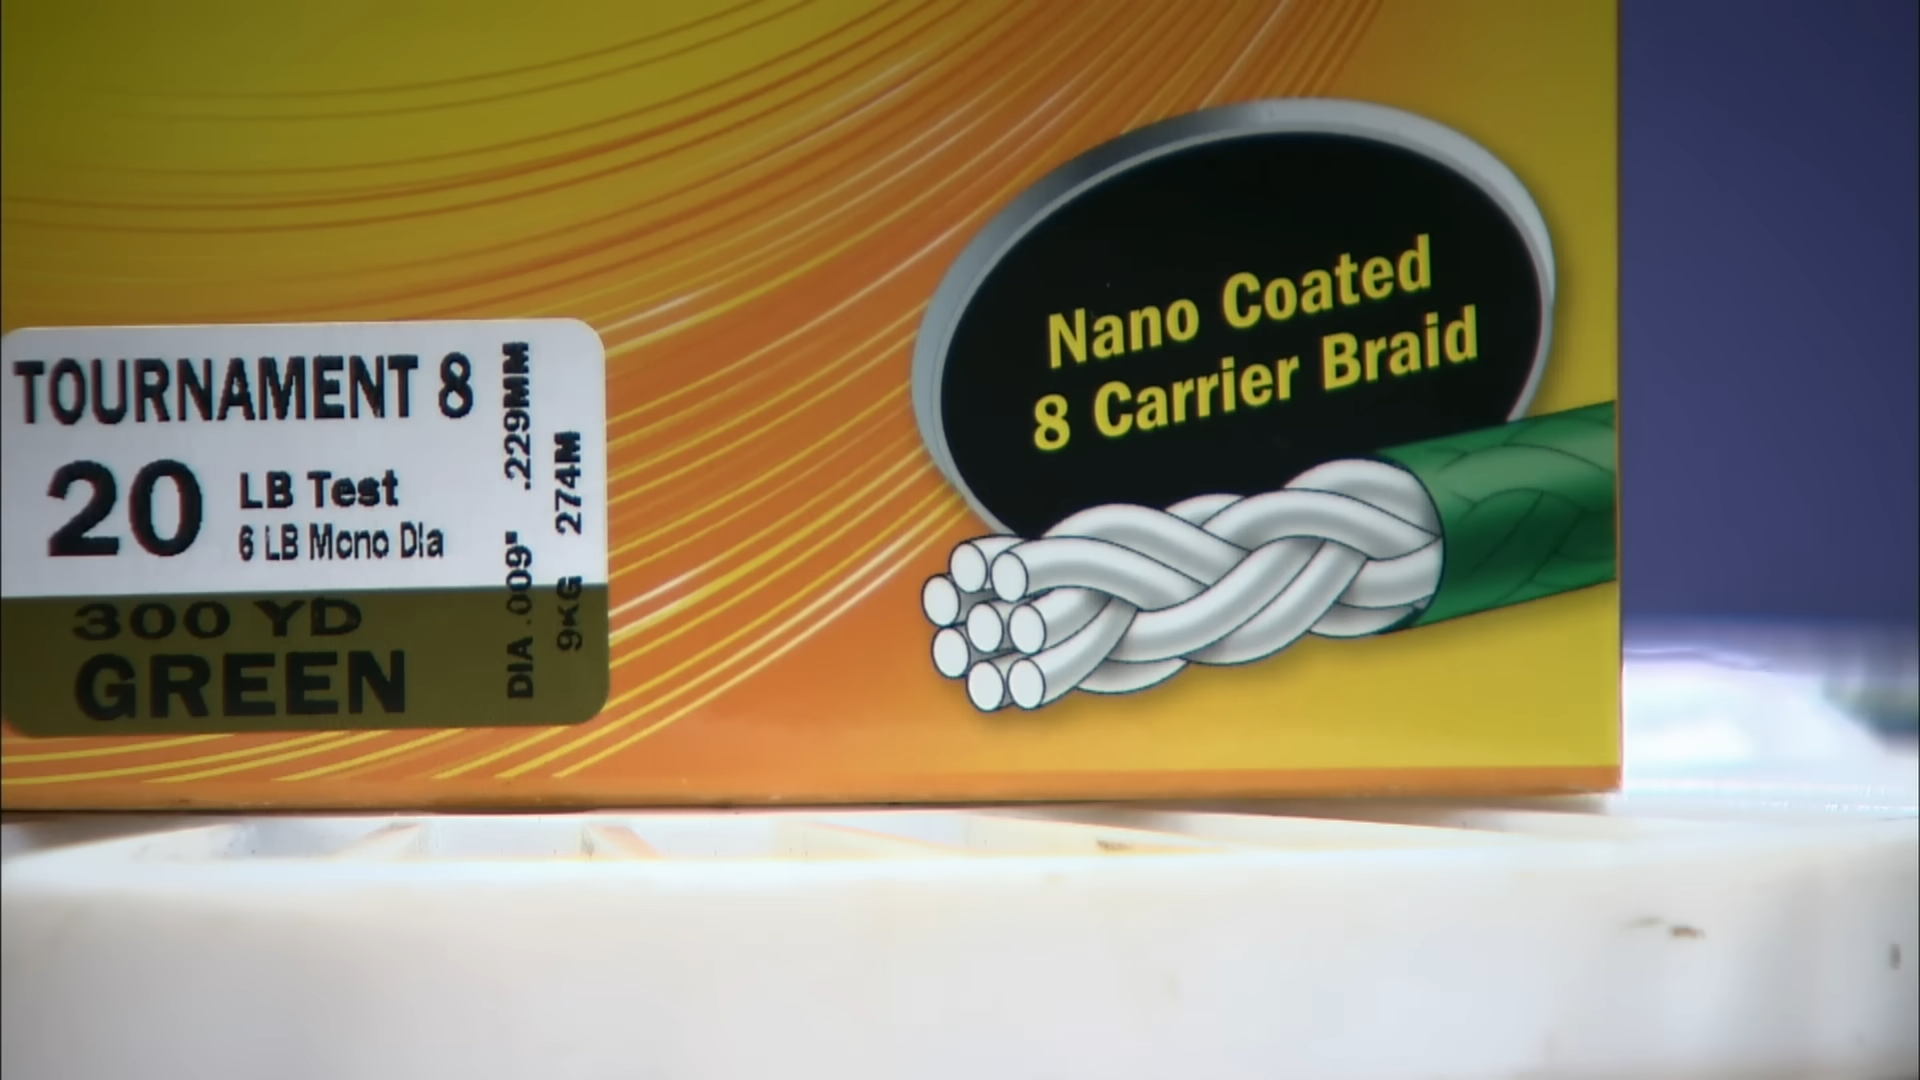 Nano Coated
8 Carrier Braid
TOURNAMENT 8
20 LB Test
6 LB Mono Dia
300 YD
GREEN
DIA .009" .229MM
9KG 274M